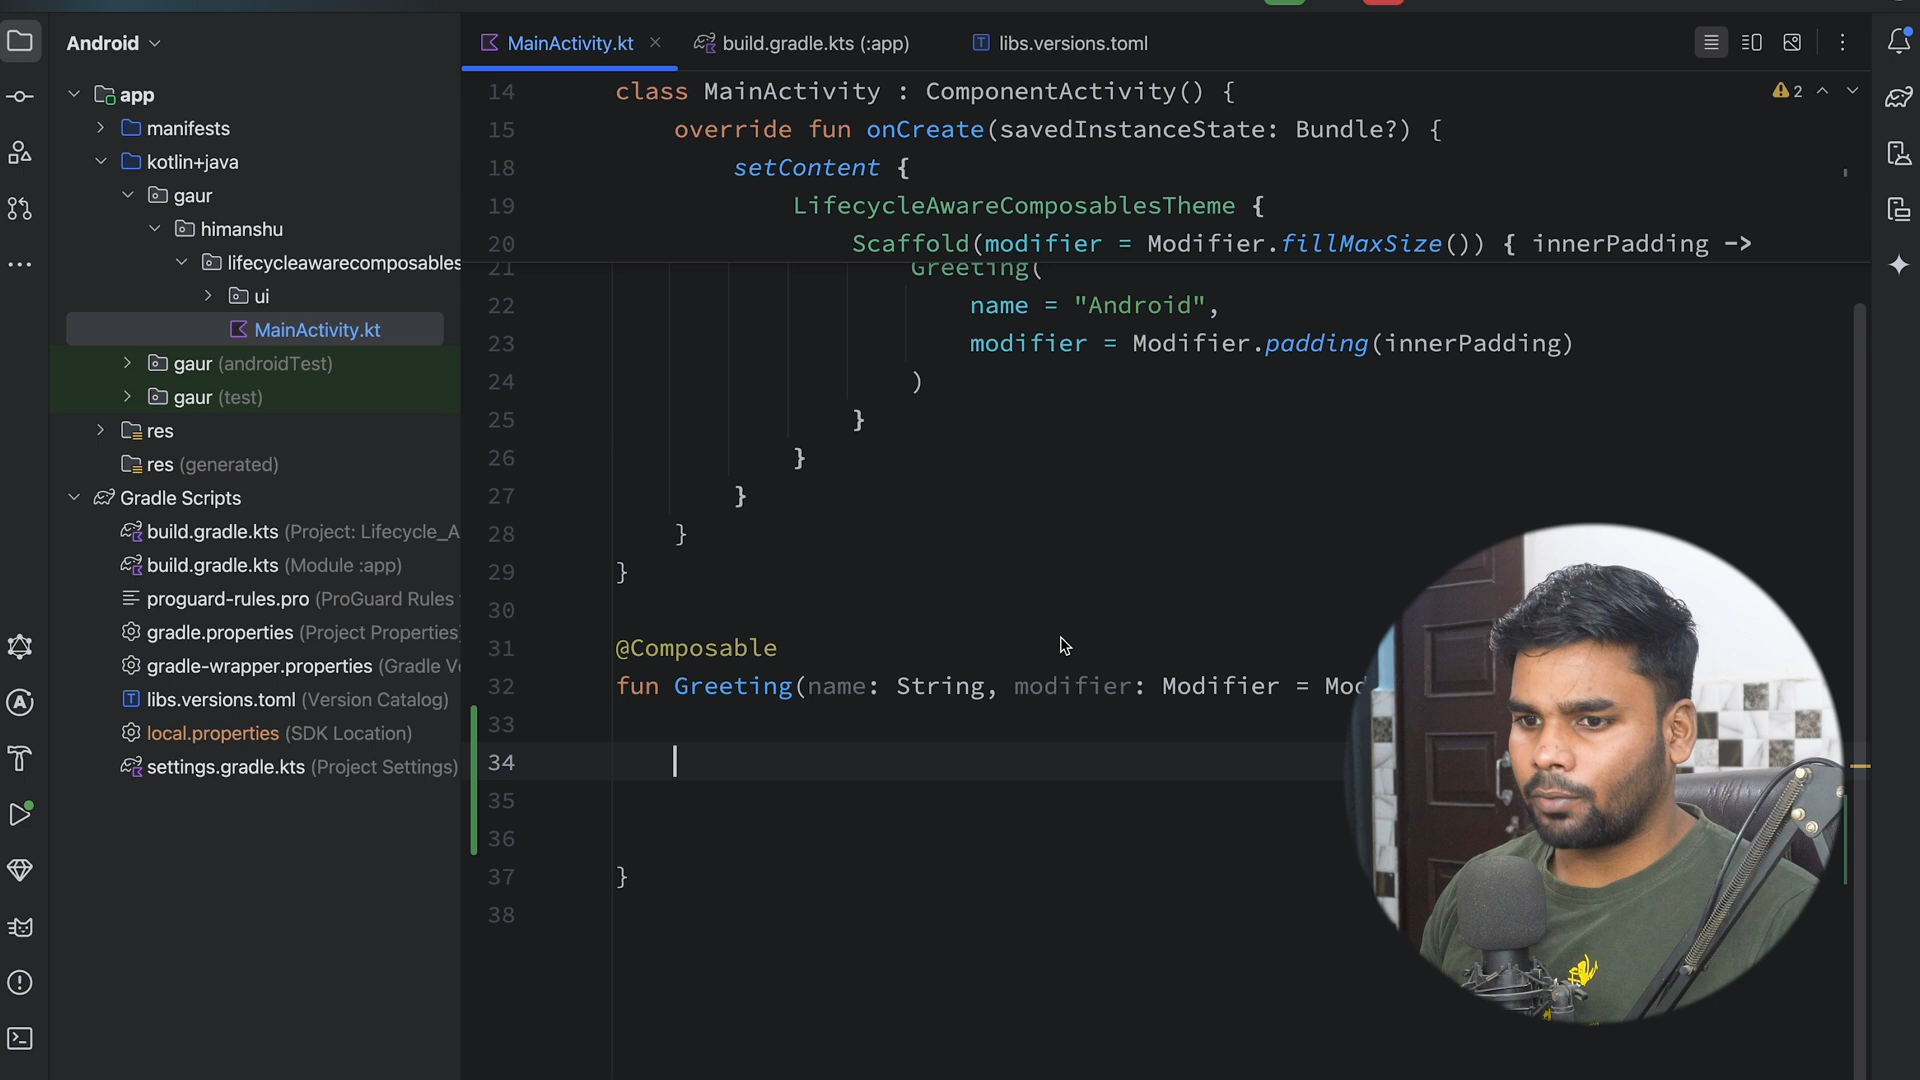 Android
app
manifests
kotlin+java
gaur
himanshu
lifecycleawarecomposables
ui
MainActivity.kt
gaur (androidTest)
gaur (test)
res
res (generated)
Gradle Scripts
build.gradle.kts (Project: Lifecycle_A
build.gradle.kts (Module :app)
proguard-rules.pro (ProGuard Rules
gradle.properties (Project Properties)
gradle-wrapper.properties (Gradle Ve
libs.versions.toml (Version Catalog)
local.properties (SDK Location)
settings.gradle.kts (Project Settings)
MainActivity.kt build.gradle.kts (:app) libs.versions.toml
2
14 class MainActivity : ComponentActivity() {
15 override fun onCreate(savedInstanceState: Bundle?) {
18 setContent {
19 LifecycleAwareComposablesTheme {
20 Scaffold(modifier = Modifier.fillMaxSize()) { innerPadding ->
21 Greeting(
22 name = "Android",
23 modifier = Modifier.padding(innerPadding)
24 )
25 }
26 }
27 }
28 }
29 }
30
31 @Composable
32 fun Greeting(name: String, modifier: Modifier = Mod
33
34
35
36
37 }
38